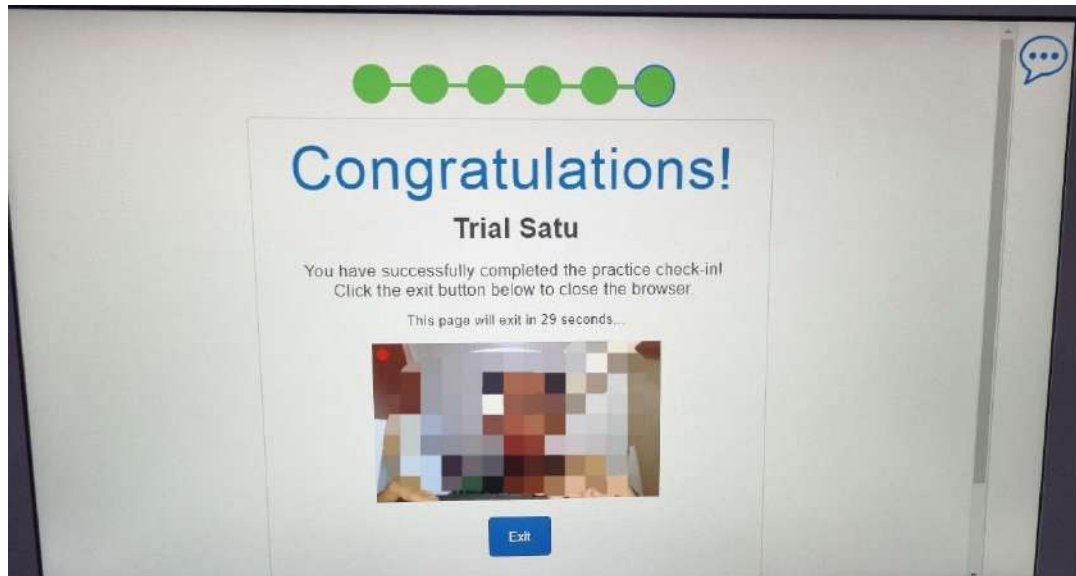 Congratulations!
Trial Satu
You have successfully completed the practice check-in!
Click the exit button below to close the browser.
This page will exit in 29 seconds...
Exit